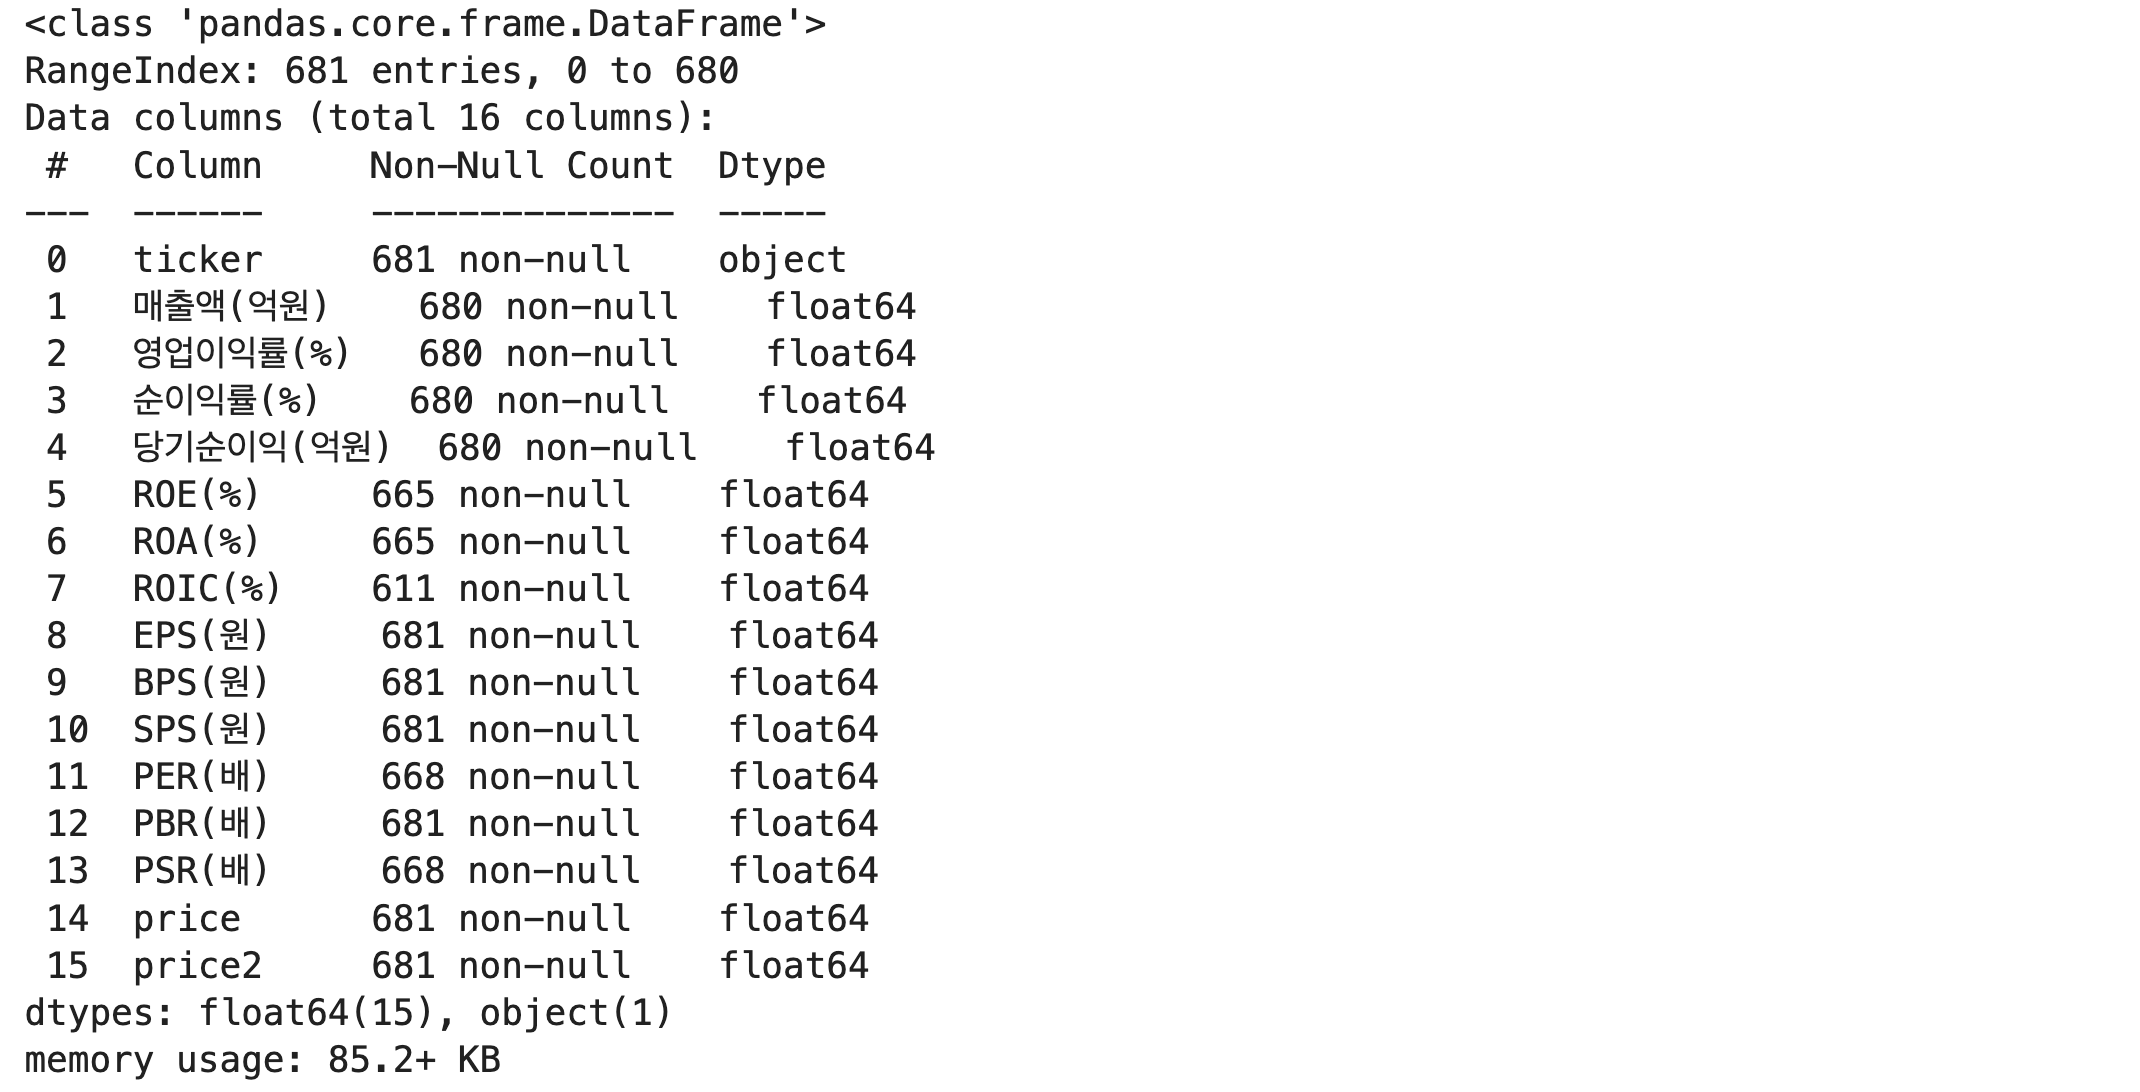 <class 'pandas.core.frame.DataFrame'>
RangeIndex: 681 entries, 0 to 680
Data columns (total 16 columns):
 #   Column     Non-Null Count  Dtype
---  ------     --------------  -----
 0   ticker     681 non-null    object
 1   매출액(억원)    680 non-null    float64
 2   영업이익률(%)   680 non-null    float64
 3   순이익률(%)    680 non-null    float64
 4   당기순이익(억원)  680 non-null    float64
 5   ROE(%)     665 non-null    float64
 6   ROA(%)     665 non-null    float64
 7   ROIC(%)    611 non-null    float64
 8   EPS(원)     681 non-null    float64
 9   BPS(원)     681 non-null    float64
 10  SPS(원)     681 non-null    float64
 11  PER(배)     668 non-null    float64
 12  PBR(배)     681 non-null    float64
 13  PSR(배)     668 non-null    float64
 14  price      681 non-null    float64
 15  price2     681 non-null    float64
dtypes: float64(15), object(1)
memory usage: 85.2+ KB